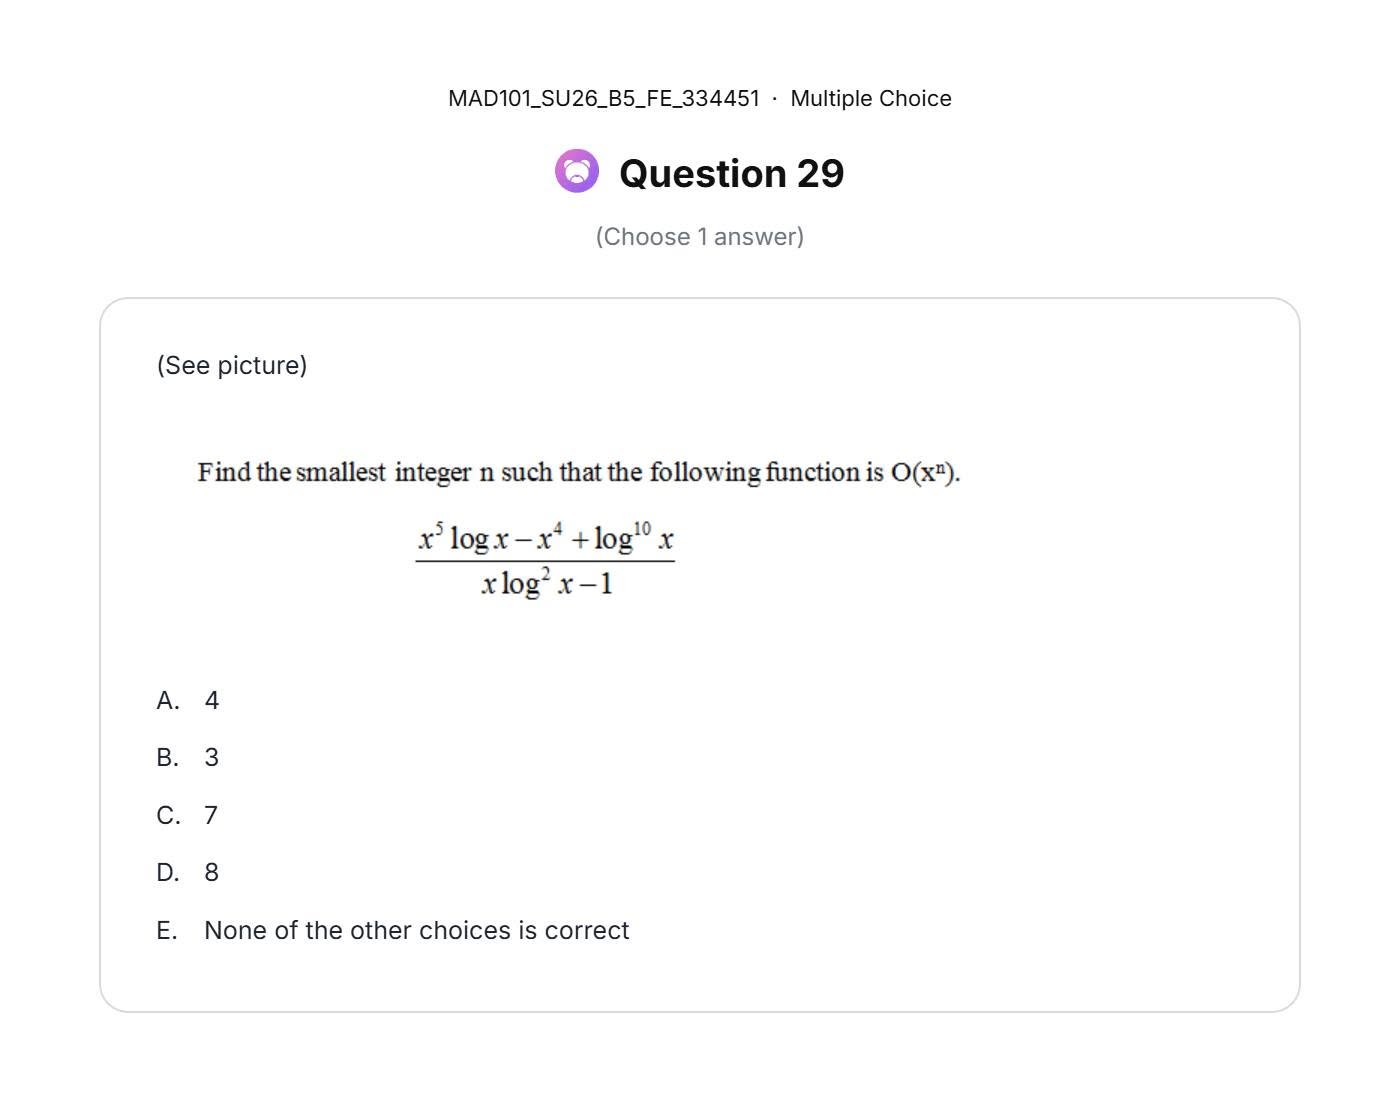 MAD101_SU26_B5_FE_334451 · Multiple Choice
Question 29
(Choose 1 answer)
(See picture)
Find the smallest integer n such that the following function is O(xⁿ).
x⁵ log x − x⁴ + log¹⁰ x
x log² x − 1
A. 4
B. 3
C. 7
D. 8
E. None of the other choices is correct